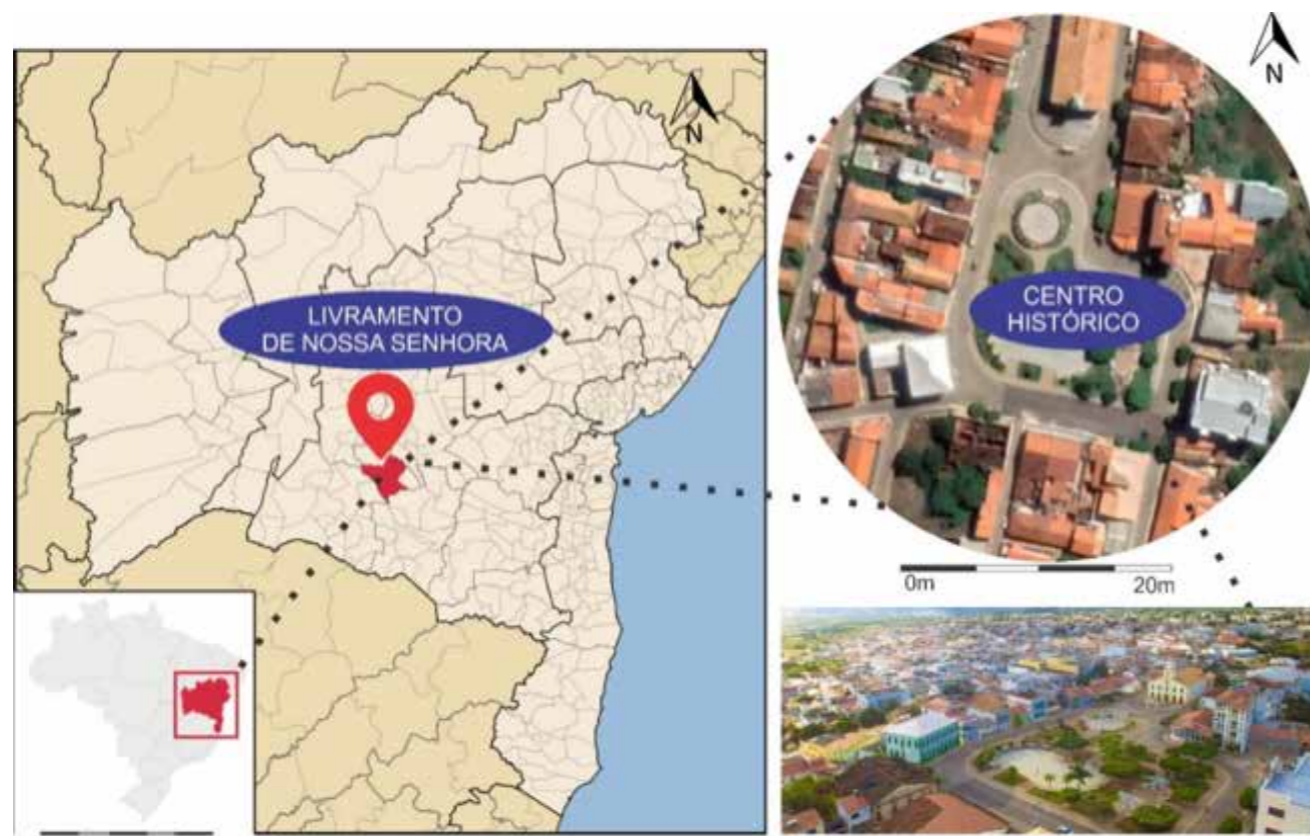 N
N
LIVRAMENTO
DE NOSSA SENHORA
CENTRO
HISTÓRICO
0m 20m